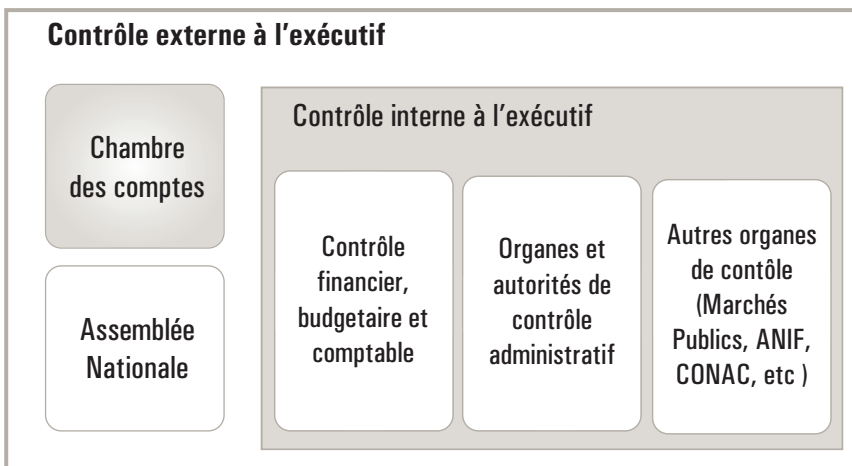 Contrôle externe à l'exécutif
Chambre
des comptes
Assemblée
Nationale
Contrôle interne à l'exécutif
Contrôle
financier,
budgetaire et
comptable
Organes et
autorités de
contrôle
administratif
Autres organes
de contôle
(Marchés
Publics, ANIF,
CONAC, etc )